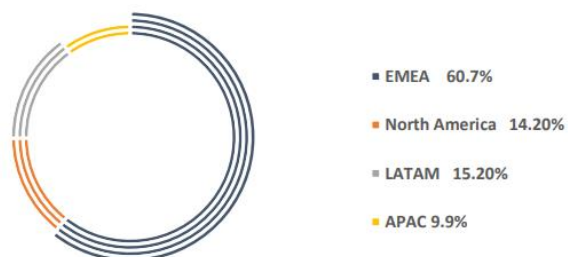 EMEA 60.7%
North America 14.20%
LATAM 15.20%
APAC 9.9%